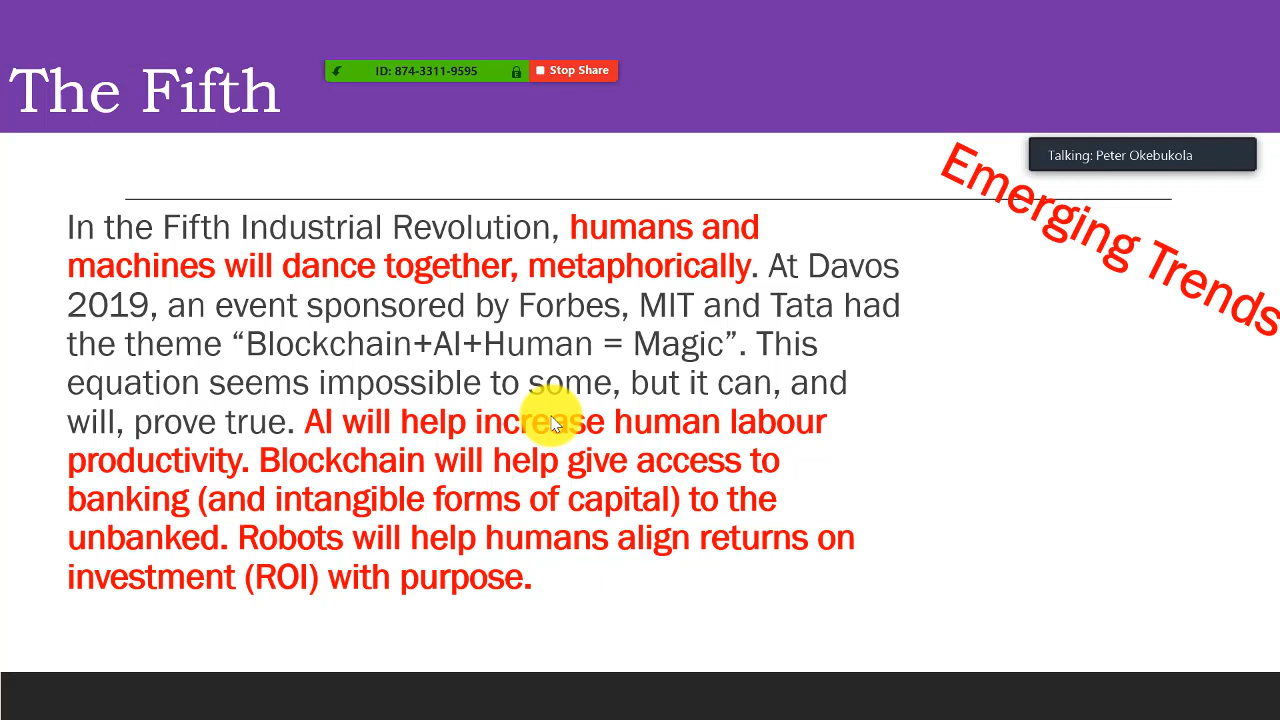 The Fifth
ID: 874-3311-9595
Stop Share
Talking: Peter Okebukola
Emerging Trends
In the Fifth Industrial Revolution, humans and
machines will dance together, metaphorically. At Davos
2019, an event sponsored by Forbes, MIT and Tata had
the theme “Blockchain+AI+Human = Magic”. This
equation seems impossible to some, but it can, and
will, prove true. AI will help increase human labour
productivity. Blockchain will help give access to
banking (and intangible forms of capital) to the
unbanked. Robots will help humans align returns on
investment (ROI) with purpose.